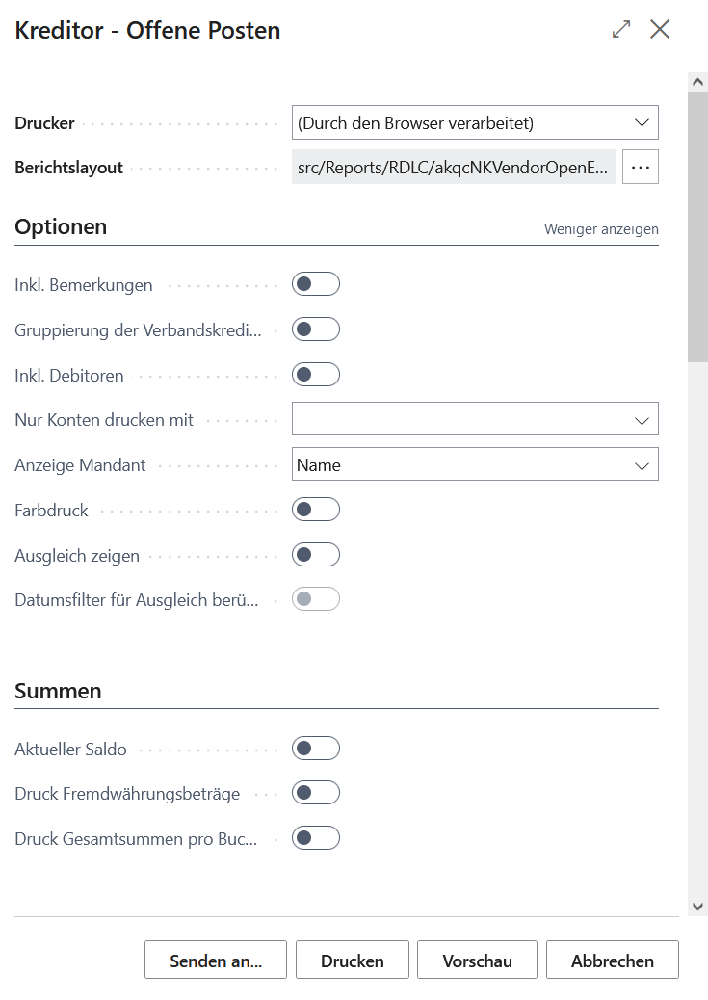 Kreditor - Offene Posten
Drucker (Durch den Browser verarbeitet)
Berichtslayout src/Reports/RDLC/akqcNKVendorOpenE... ...
Optionen Weniger anzeigen
Inkl. Bemerkungen
Gruppierung der Verbandskredi...
Inkl. Debitoren
Nur Konten drucken mit
Anzeige Mandant Name
Farbdruck
Ausgleich zeigen
Datumsfilter für Ausgleich berü...
Summen
Aktueller Saldo
Druck Fremdwährungsbeträge
Druck Gesamtsummen pro Buc...
Senden an... Drucken Vorschau Abbrechen